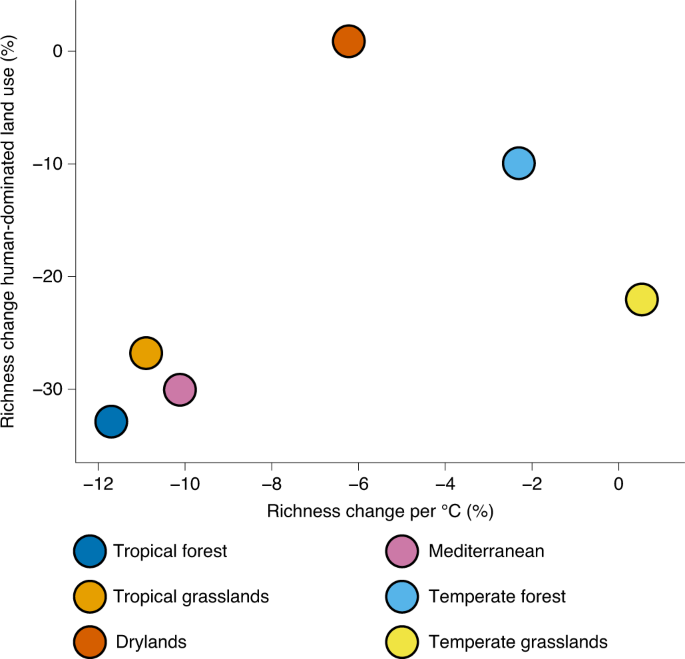 Richness change human-dominated land use (%)
0
−10
−20
−30
−12 −10 −8 −6 −4 −2 0
Richness change per °C (%)
Tropical forest
Mediterranean
Tropical grasslands
Temperate forest
Drylands
Temperate grasslands